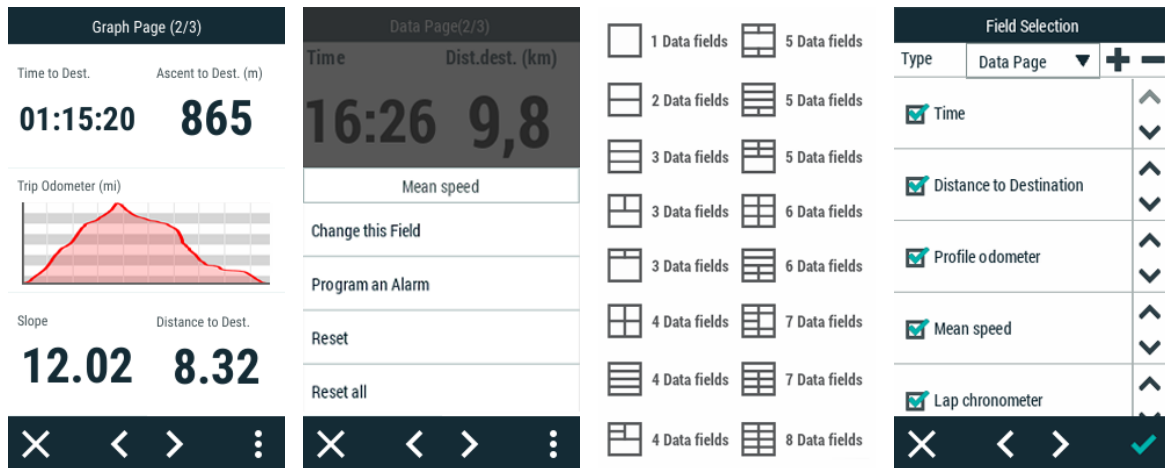 Graph Page (2/3)
Time to Dest. Ascent to Dest. (m)
01:15:20 865
Trip Odometer (mi)
Slope Distance to Dest.
12.02 8.32
Data Page(2/3)
Time Dist.dest. (km)
16:26 9,8
Mean speed
Change this Field
Program an Alarm
Reset
Reset all
1 Data fields 5 Data fields
2 Data fields 5 Data fields
3 Data fields 5 Data fields
3 Data fields 6 Data fields
3 Data fields 6 Data fields
4 Data fields 7 Data fields
4 Data fields 7 Data fields
4 Data fields 8 Data fields
Field Selection
Type Data Page
Time
Distance to Destination
Profile odometer
Mean speed
Lap chronometer